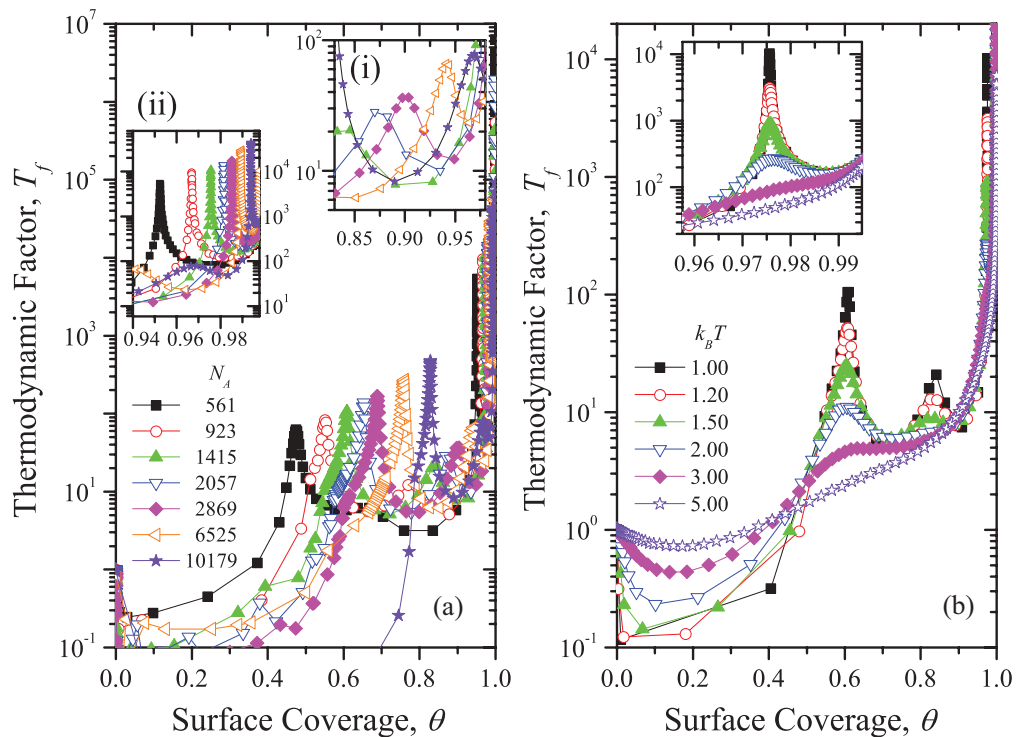 Thermodynamic Factor, T_f
10^7
10^5
10^3
10^1
10^-1
(ii)
10^4
10^3
10^2
10^1
0.94 0.96 0.98
(i)
10^2
10^1
0.85 0.90 0.95
N_A
561
923
1415
2057
2869
6525
10179
(a)
0.0 0.2 0.4 0.6 0.8 1.0
Surface Coverage, θ
Thermodynamic Factor, T_f
10^4
10^3
10^2
10^1
10^0
10^-1
10^4
10^3
10^2
0.96 0.97 0.98 0.99
k_BT
1.00
1.20
1.50
2.00
3.00
5.00
(b)
0.0 0.2 0.4 0.6 0.8 1.0
Surface Coverage, θ